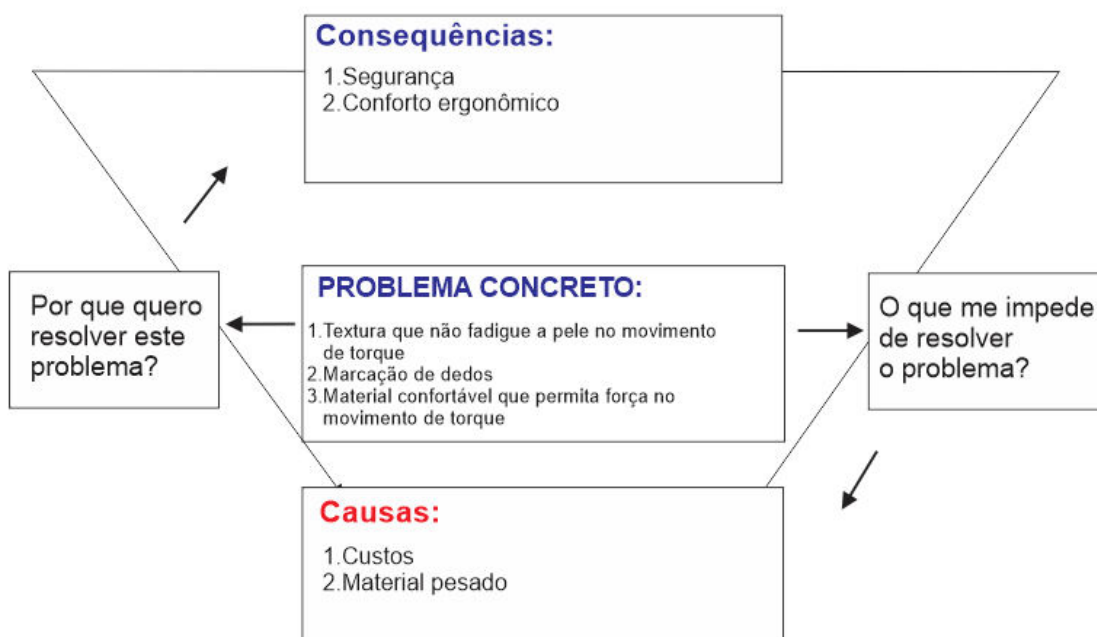 Consequências:
1.Segurança
2.Conforto ergonômico
Por que quero
resolver este
problema?
PROBLEMA CONCRETO:
1.Textura que não fadigue a pele no movimento
de torque
2.Marcação de dedos
3.Material confortável que permita força no
movimento de torque
O que me impede
de resolver
o problema?
Causas:
1.Custos
2.Material pesado